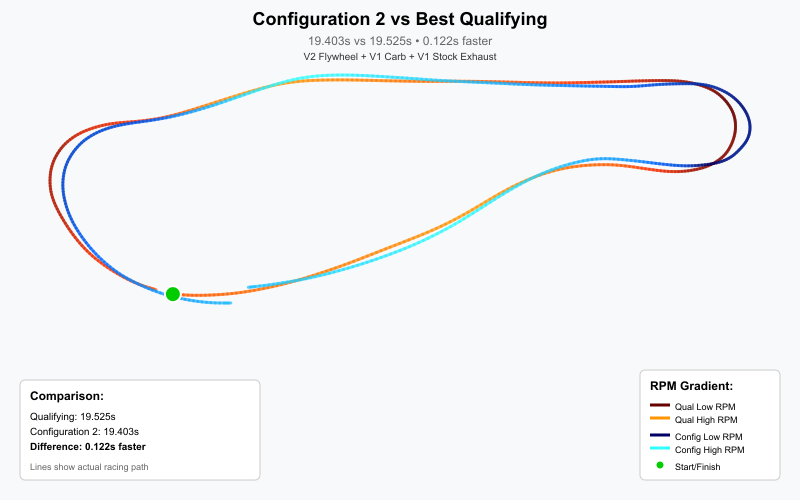 Configuration 2 vs Best Qualifying
19.403s vs 19.525s • 0.122s faster
V2 Flywheel + V1 Carb + V1 Stock Exhaust
Comparison:
Qualifying: 19.525s
Configuration 2: 19.403s
Difference: 0.122s faster
Lines show actual racing path
RPM Gradient:
Qual Low RPM
Qual High RPM
Config Low RPM
Config High RPM
Start/Finish